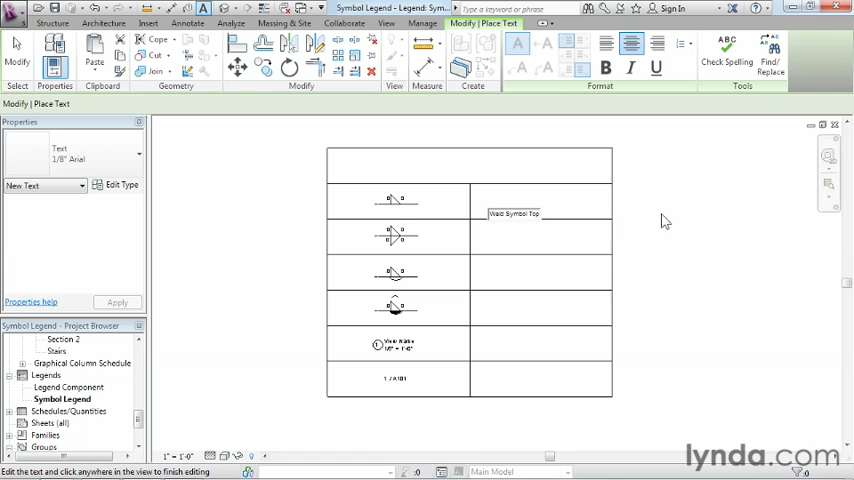 Symbol Legend - Legend: Sym...
Type a keyword or phrase
Sign In
Structure Architecture Insert Annotate Analyze Massing & Site Collaborate View Manage Modify | Place Text
Modify
Paste
Cope
Cut
Join
Check Spelling
Find/
Replace
Select Properties Clipboard Geometry Modify View Measure Create Format Tools
Modify | Place Text
Properties
Text
1/8" Arial
New Text
Edit Type
Properties help
Apply
Symbol Legend - Project Browser
Section 2
Stairs
Graphical Column Schedule
Legends
Legend Component
Symbol Legend
Schedules/Quantities
Sheets (all)
Families
Groups
Weld Symbol Top
1 View Name
1/8" = 1'-0"
1 / A101
1" = 1'-0"
Edit the text and click anywhere in the view to finish editing
:0
Main Model
:0
lynda.com